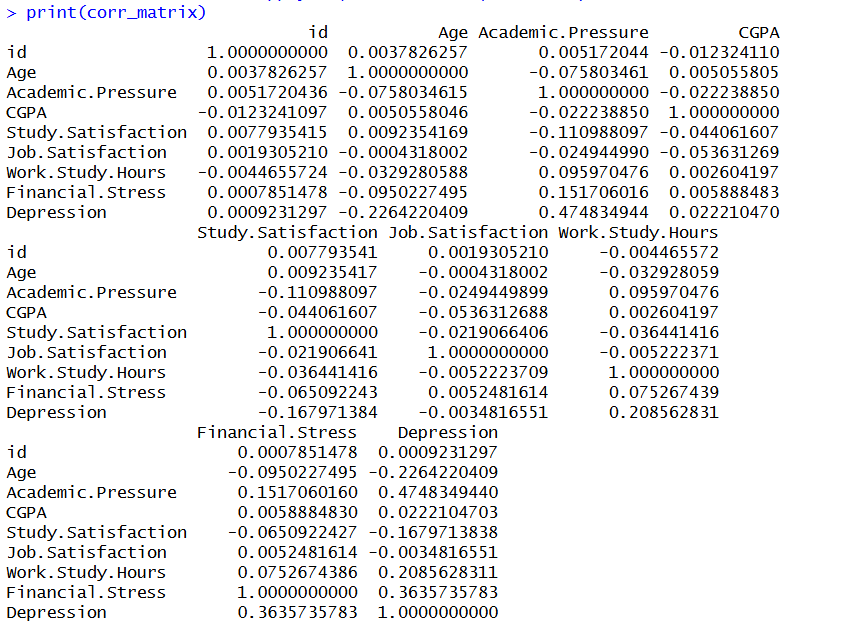 > print(corr_matrix)
                            id           Age Academic.Pressure         CGPA
id                1.0000000000  0.0037826257       0.005172044 -0.012324110
Age               0.0037826257  1.0000000000      -0.075803461  0.005055805
Academic.Pressure  0.0051720436 -0.0758034615       1.000000000 -0.022238850
CGPA              -0.0123241097  0.0050558046      -0.022238850  1.000000000
Study.Satisfaction  0.0077935415  0.0092354169      -0.110988097 -0.044061607
Job.Satisfaction  0.0019305210 -0.0004318002      -0.024944990 -0.053631269
Work.Study.Hours  -0.0044655724 -0.0329280588       0.095970476  0.002604197
Financial.Stress  0.0007851478 -0.0950227495       0.151706016  0.005888483
Depression        0.0009231297 -0.2264220409       0.474834944  0.022210470
                   Study.Satisfaction Job.Satisfaction Work.Study.Hours
id                        0.007793541     0.0019305210     -0.004465572
Age                       0.009235417    -0.0004318002     -0.032928059
Academic.Pressure        -0.110988097    -0.0249449899      0.095970476
CGPA                     -0.044061607    -0.0536312688      0.002604197
Study.Satisfaction        1.000000000    -0.0219066406     -0.036441416
Job.Satisfaction         -0.021906641     1.0000000000     -0.005222371
Work.Study.Hours         -0.036441416    -0.0052223709      1.000000000
Financial.Stress         -0.065092243     0.0052481614      0.075267439
Depression               -0.167971384    -0.0034816551      0.208562831
                   Financial.Stress    Depression
id                     0.0007851478  0.0009231297
Age                   -0.0950227495 -0.2264220409
Academic.Pressure      0.1517060160  0.4748349440
CGPA                   0.0058884830  0.0222104703
Study.Satisfaction    -0.0650922427 -0.1679713838
Job.Satisfaction       0.0052481614 -0.0034816551
Work.Study.Hours       0.0752674386  0.2085628311
Financial.Stress       1.0000000000  0.3635735783
Depression             0.3635735783  1.0000000000